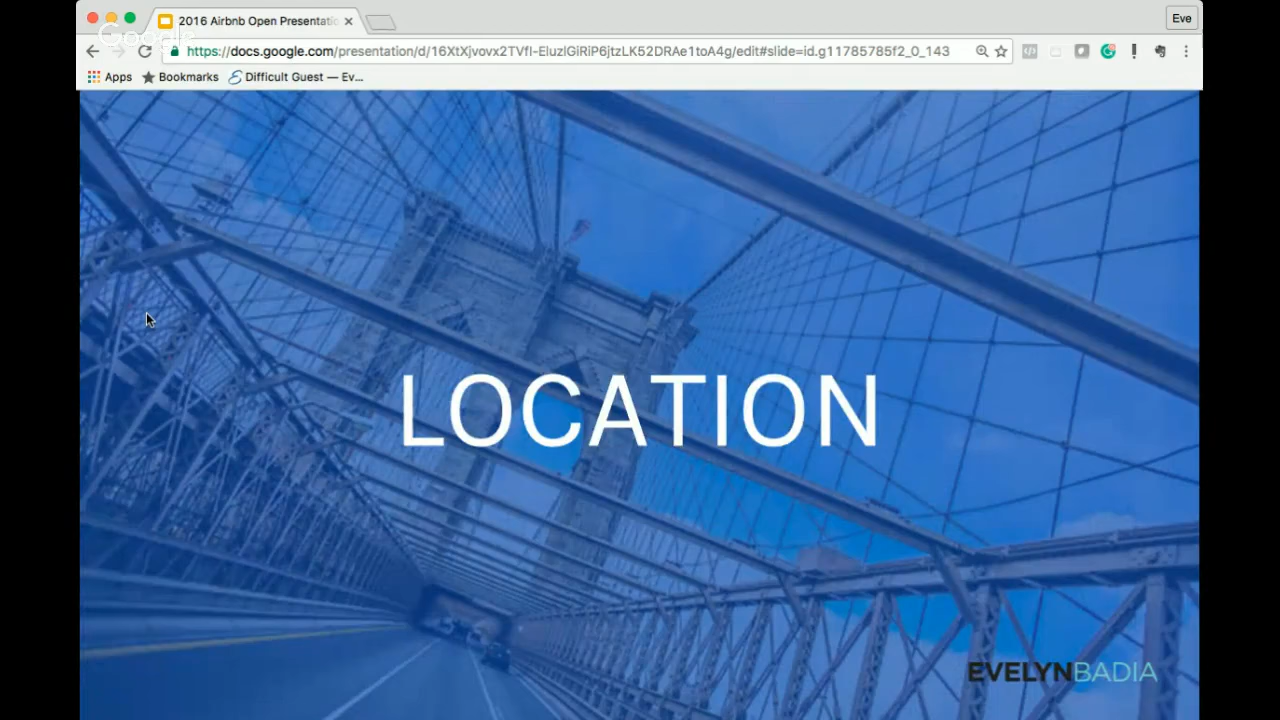 2016 Airbnb Open Presentatio
Eve
Google
https://docs.google.com/presentation/d/16XtXjvovx2TVfI-EluzlGiRiP6jtzLK52DRAe1toA4g/edit#slide=id.g11785785f2_0_143
Apps
Bookmarks
Difficult Guest — Ev...
LOCATION
EVELYNBADIA